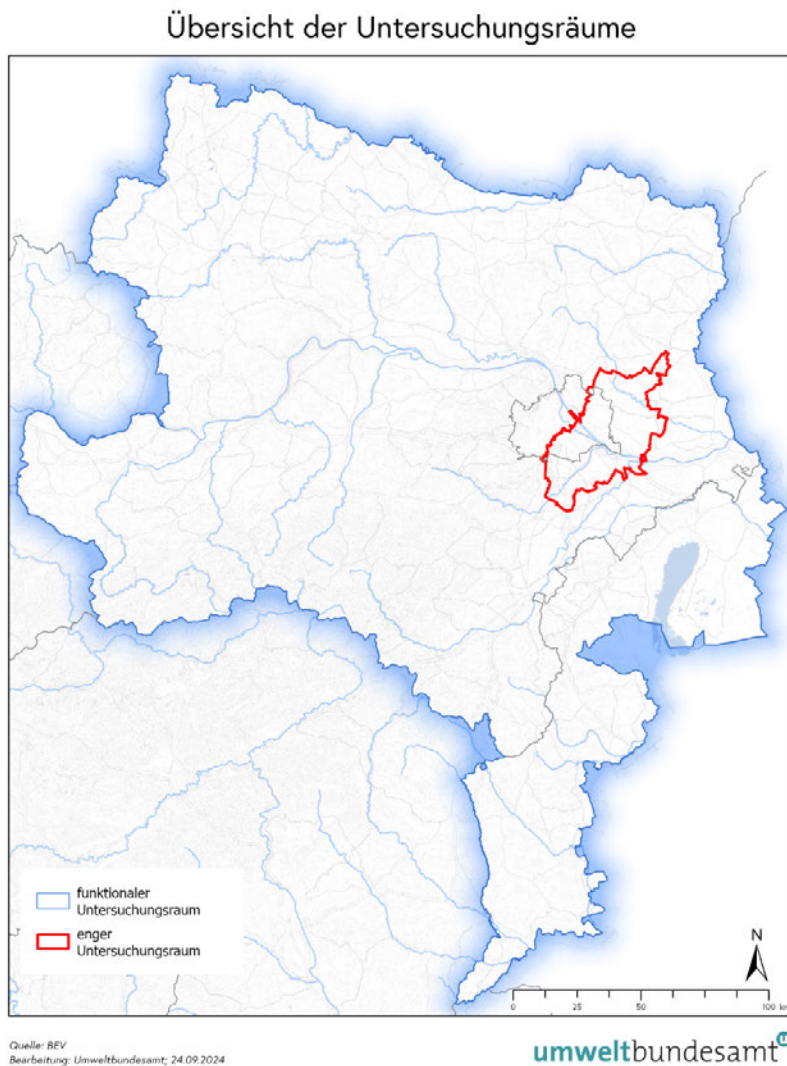 Übersicht der Untersuchungsräume
funktionaler
Untersuchungsraum
enger
Untersuchungsraum
N
0 25 50 100 km
Quelle: BEV
Bearbeitung: Umweltbundesamt; 24.09.2024
umweltbundesamt